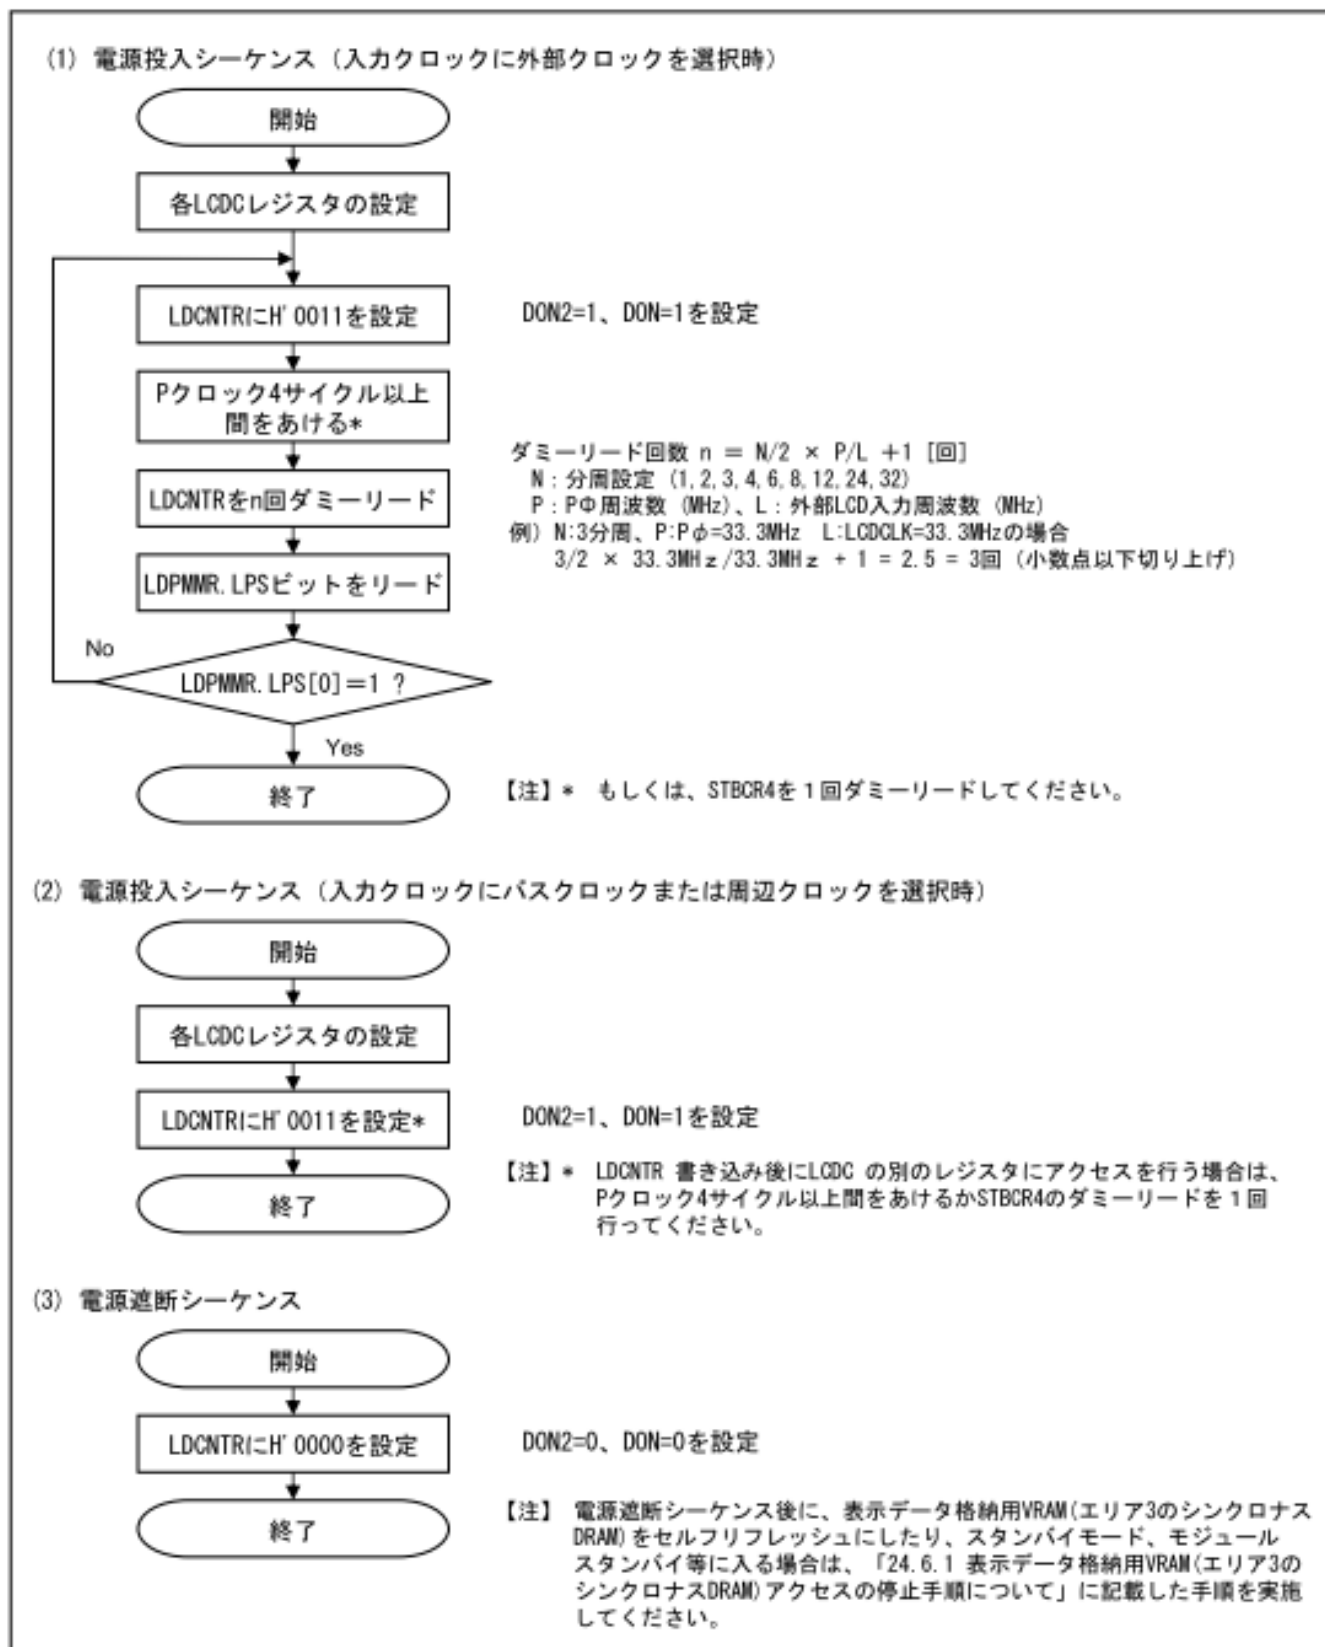 (1) 電源投入シーケンス（入力クロックに外部クロックを選択時）
開始
各LCDCレジスタの設定
LDCNTRにH'0011を設定
DON2=1、DON=1を設定
Pクロック4サイクル以上
間をあける*
ダミーリード回数 n ＝ N/2 × P/L ＋1 [回]
N：分周設定 (1,2,3,4,6,8,12,24,32)
P：PΦ周波数 (MHz)、L：外部LCD入力周波数 (MHz)
例）N:3分周、P:Pφ=33.3MHz L:LCDCLK=33.3MHzの場合
3/2 × 33.3MHｚ/33.3MHｚ + 1 = 2.5 = 3回（小数点以下切り上げ）
LDCNTRをn回ダミーリード
LDPMMR.LPSビットをリード
No
LDPMMR.LPS[0]＝1 ?
Yes
終了
【注】* もしくは、STBCR4を１回ダミーリードしてください。
(2) 電源投入シーケンス（入力クロックにバスクロックまたは周辺クロックを選択時）
開始
各LCDCレジスタの設定
LDCNTRにH'0011を設定*
DON2=1、DON=1を設定
【注】* LDCNTR 書き込み後にLCDC の別のレジスタにアクセスを行う場合は、
Pクロック4サイクル以上間をあけるかSTBCR4のダミーリードを１回
行ってください。
終了
(3) 電源遮断シーケンス
開始
LDCNTRにH'0000を設定
DON2=0、DON=0を設定
終了
【注】 電源遮断シーケンス後に、表示データ格納用VRAM(エリア3のシンクロナス
DRAM)をセルフリフレッシュにしたり、スタンバイモード、モジュール
スタンバイ等に入る場合は、「24.6.1 表示データ格納用VRAM(エリア3の
シンクロナスDRAM)アクセスの停止手順について」に記載した手順を実施
してください。